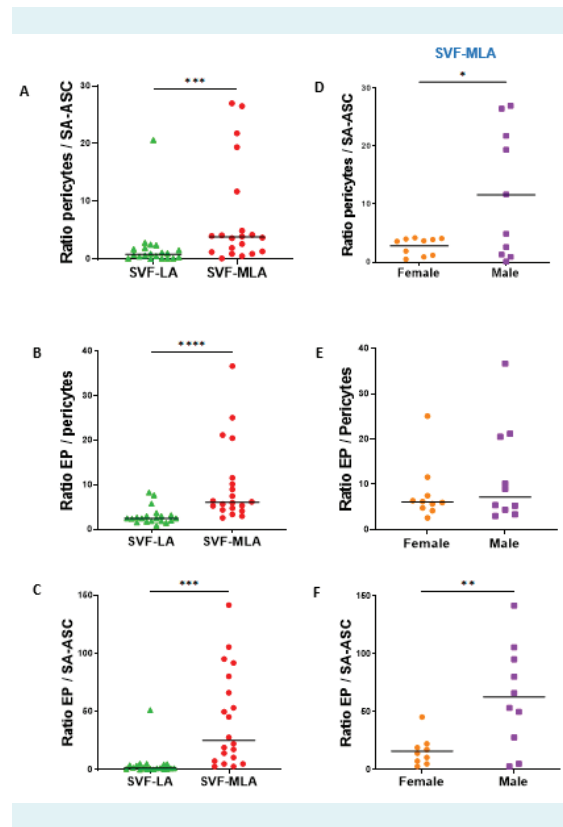 SVF-MLA
A
Ratio pericytes / SA-ASC
30
20
10
0
***
SVF-LA SVF-MLA
D
Ratio pericytes / SA-ASC
30
20
10
0
*
Female Male
B
Ratio EP / pericytes
40
30
20
10
0
****
SVF-LA SVF-MLA
E
Ratio EP / Pericytes
40
30
20
10
0
Female Male
C
Ratio EP / SA-ASC
160
100
50
0
***
SVF-LA SVF-MLA
F
Ratio EP / SA-ASC
160
100
50
0
**
Female Male